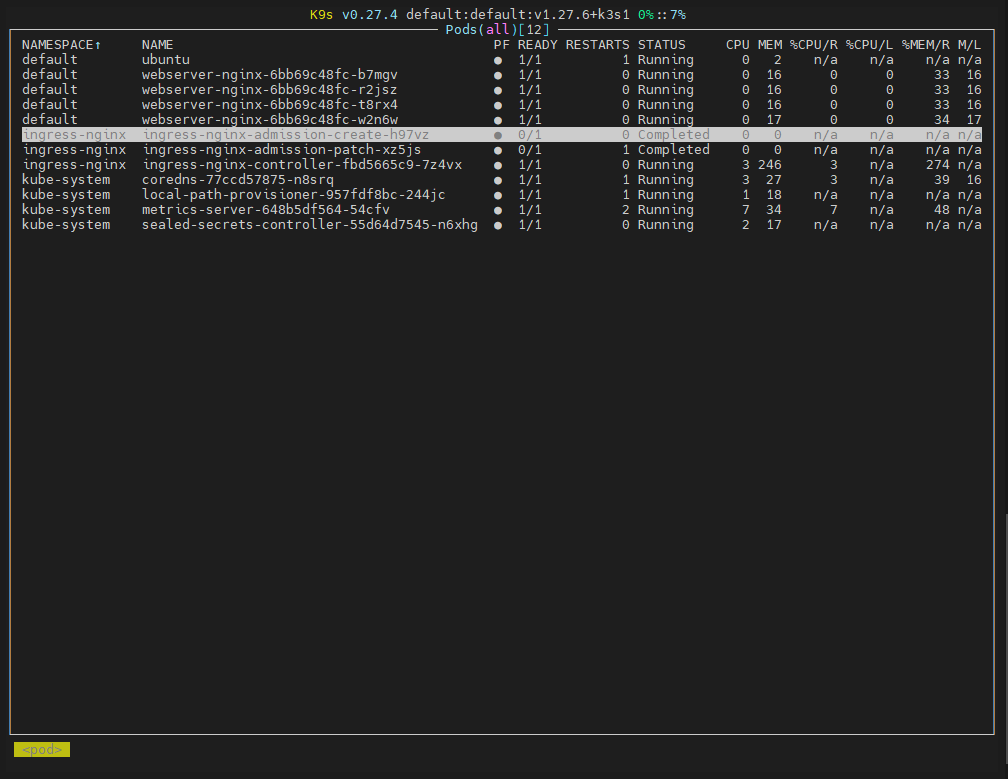 K9s v0.27.4 default:default:v1.27.6+k3s1 0%::7%
Pods(all)[12]
NAMESPACE↑ NAME PF READY RESTARTS STATUS CPU MEM %CPU/R %CPU/L %MEM/R M/L
default ubuntu ● 1/1 1 Running 0 2 n/a n/a n/a n/a
default webserver-nginx-6bb69c48fc-b7mgv ● 1/1 0 Running 0 16 0 0 33 16
default webserver-nginx-6bb69c48fc-r2jsz ● 1/1 0 Running 0 16 0 0 33 16
default webserver-nginx-6bb69c48fc-t8rx4 ● 1/1 0 Running 0 16 0 0 33 16
default webserver-nginx-6bb69c48fc-w2n6w ● 1/1 0 Running 0 17 0 0 34 17
ingress-nginx ingress-nginx-admission-create-h97vz ● 0/1 0 Completed 0 0 n/a n/a n/a n/a
ingress-nginx ingress-nginx-admission-patch-xz5js ● 0/1 1 Completed 0 0 n/a n/a n/a n/a
ingress-nginx ingress-nginx-controller-fbd5665c9-7z4vx ● 1/1 0 Running 3 246 3 n/a 274 n/a
kube-system coredns-77ccd57875-n8srq ● 1/1 1 Running 3 27 3 n/a 39 16
kube-system local-path-provisioner-957fdf8bc-244jc ● 1/1 1 Running 1 18 n/a n/a n/a n/a
kube-system metrics-server-648b5df564-54cfv ● 1/1 2 Running 7 34 7 n/a 48 n/a
kube-system sealed-secrets-controller-55d64d7545-n6xhg ● 1/1 0 Running 2 17 n/a n/a n/a n/a
<pod>